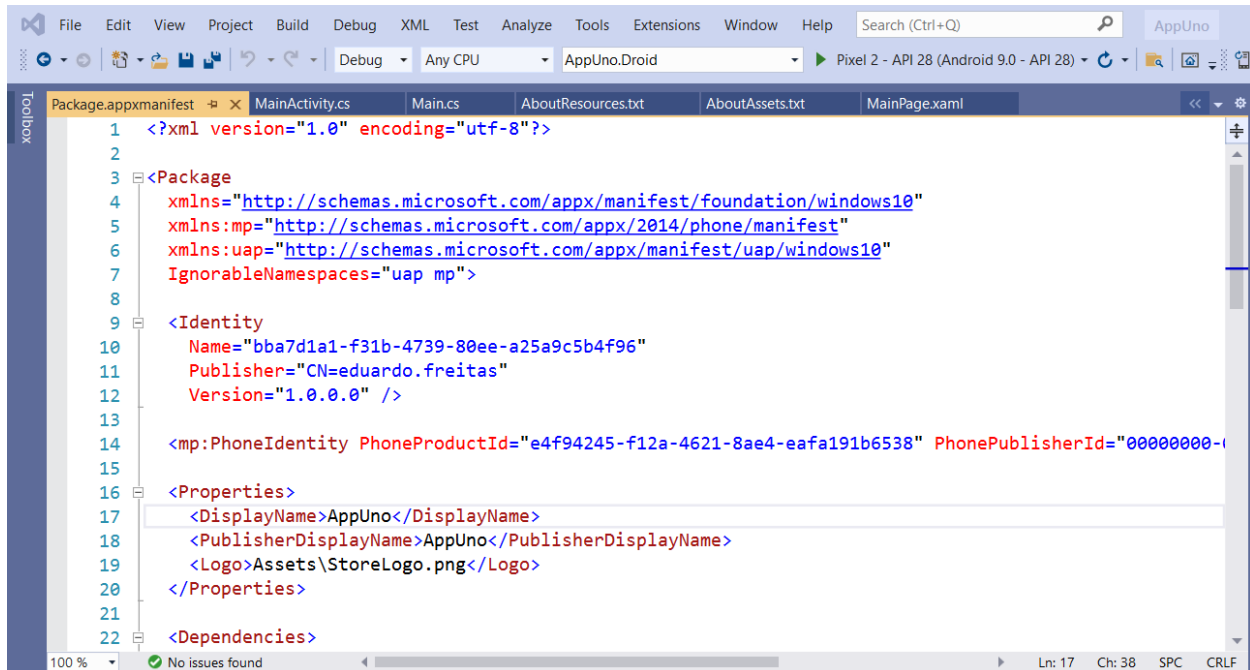 File Edit View Project Build Debug XML Test Analyze Tools Extensions Window Help Search (Ctrl+Q) AppUno
Debug Any CPU AppUno.Droid Pixel 2 - API 28 (Android 9.0 - API 28)
Toolbox
Package.appxmanifest MainActivity.cs Main.cs AboutResources.txt AboutAssets.txt MainPage.xaml
1 <?xml version="1.0" encoding="utf-8"?>
2
3 <Package
4 xmlns="http://schemas.microsoft.com/appx/manifest/foundation/windows10"
5 xmlns:mp="http://schemas.microsoft.com/appx/2014/phone/manifest"
6 xmlns:uap="http://schemas.microsoft.com/appx/manifest/uap/windows10"
7 IgnorableNamespaces="uap mp">
8
9 <Identity
10 Name="bba7d1a1-f31b-4739-80ee-a25a9c5b4f96"
11 Publisher="CN=eduardo.freitas"
12 Version="1.0.0.0" />
13
14 <mp:PhoneIdentity PhoneProductId="e4f94245-f12a-4621-8ae4-eafa191b6538" PhonePublisherId="00000000-
15
16 <Properties>
17 <DisplayName>AppUno</DisplayName>
18 <PublisherDisplayName>AppUno</PublisherDisplayName>
19 <Logo>Assets\StoreLogo.png</Logo>
20 </Properties>
21
22 <Dependencies>
100 % No issues found Ln: 17 Ch: 38 SPC CRLF